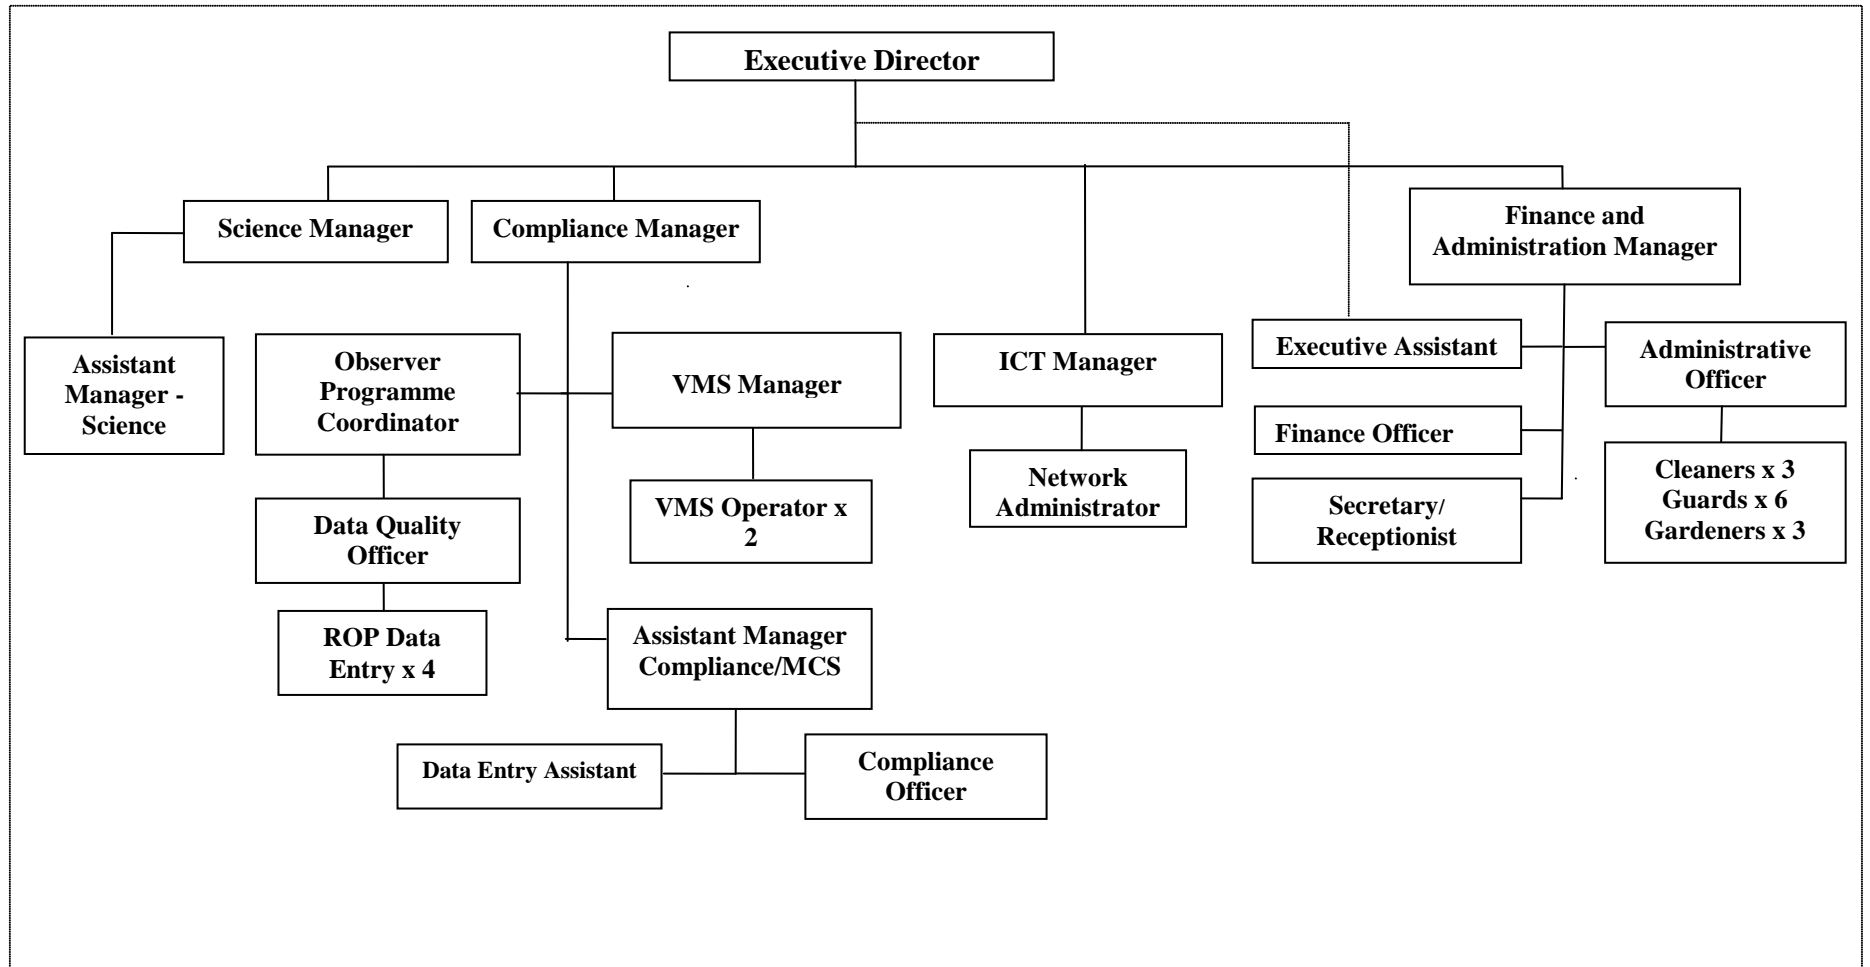 Executive Director
Science Manager
Compliance Manager
Finance and
Administration Manager
Assistant
Manager -
Science
Observer
Programme
Coordinator
VMS Manager
ICT Manager
Executive Assistant
Administrative
Officer
Finance Officer
Network
Administrator
Secretary/
Receptionist
Cleaners x 3
Guards x 6
Gardeners x 3
Data Quality
Officer
VMS Operator x
2
ROP Data
Entry x 4
Assistant Manager
Compliance/MCS
Data Entry Assistant
Compliance
Officer